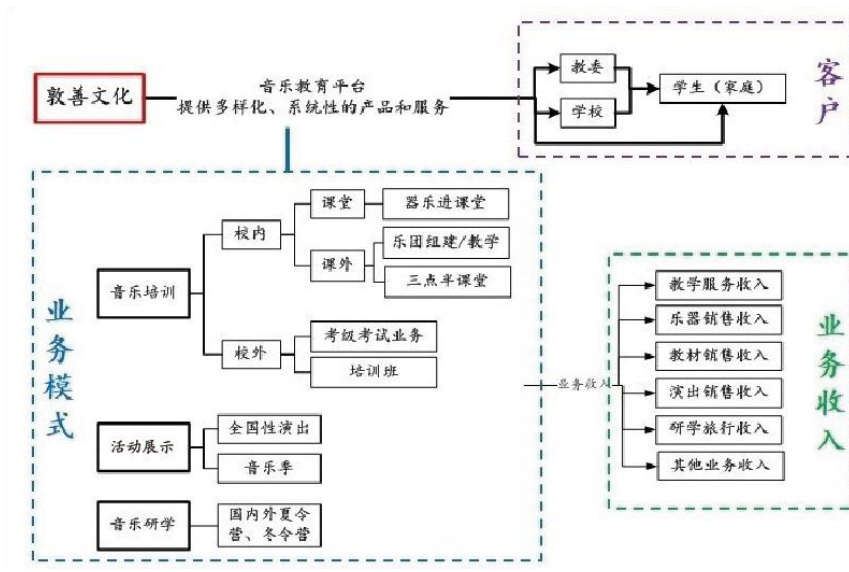 敦善文化
音乐教育平台
提供多样化、系统性的产品和服务
教委
学校
学生（家庭）
客户
业务模式
音乐培训
校内
课堂
器乐进课堂
课外
乐团组建/教学
三点半课堂
校外
考级考试业务
培训班
活动展示
全国性演出
音乐季
音乐研学
国内外夏令
营、冬令营
业务收入
教学服务收入
乐器销售收入
教材销售收入
演出销售收入
研学旅行收入
其他业务收入
业务收入